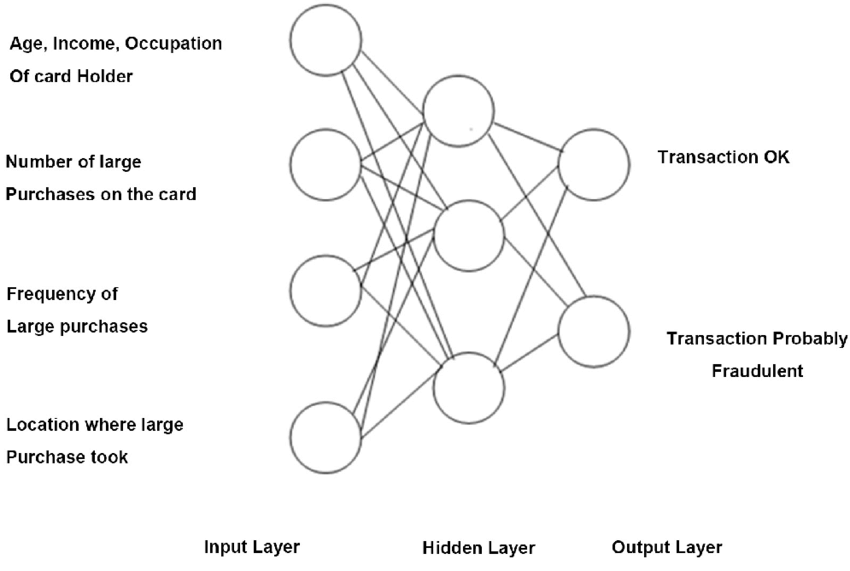 Age, Income, Occupation
Of card Holder
Number of large
Purchases on the card
Frequency of
Large purchases
Location where large
Purchase took
Transaction OK
Transaction Probably
Fraudulent
Input Layer
Hidden Layer
Output Layer